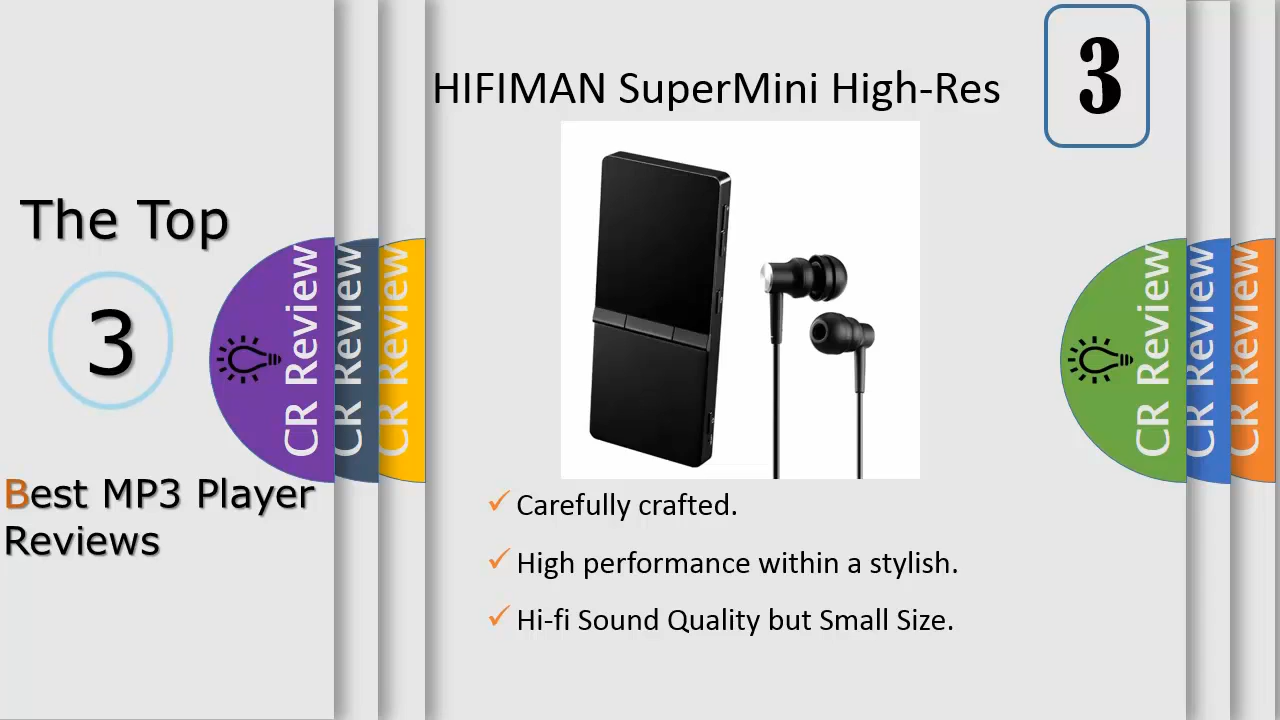 HIFIMAN SuperMini High-Res
3
The Top
3
Best MP3 Player
Reviews
CR Review
CR Review
CR Review
CR Review
CR Review
CR Review
✓ Carefully crafted.
✓ High performance within a stylish.
✓ Hi-fi Sound Quality but Small Size.